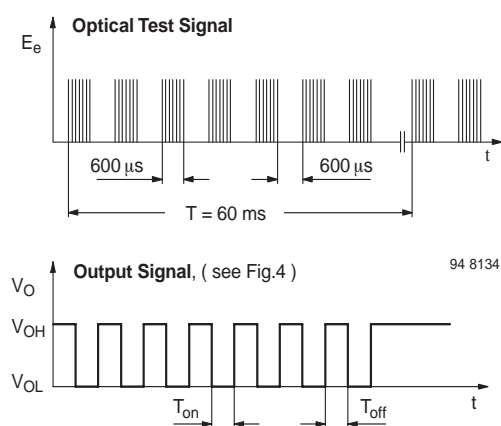 Optical Test Signal
Ee
t
600 µs
600 µs
T = 60 ms
94 8134
Output Signal, ( see Fig.4 )
VO
VOH
VOL
Ton
Toff
t